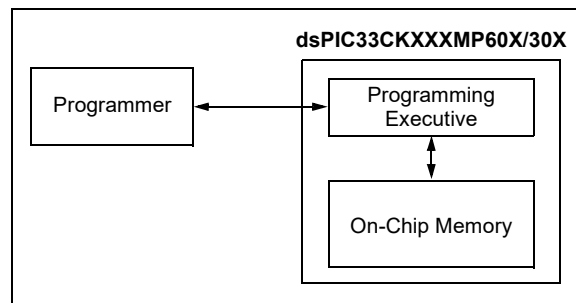 dsPIC33CKXXXMP60X/30X
Programmer
Programming
Executive
On-Chip Memory